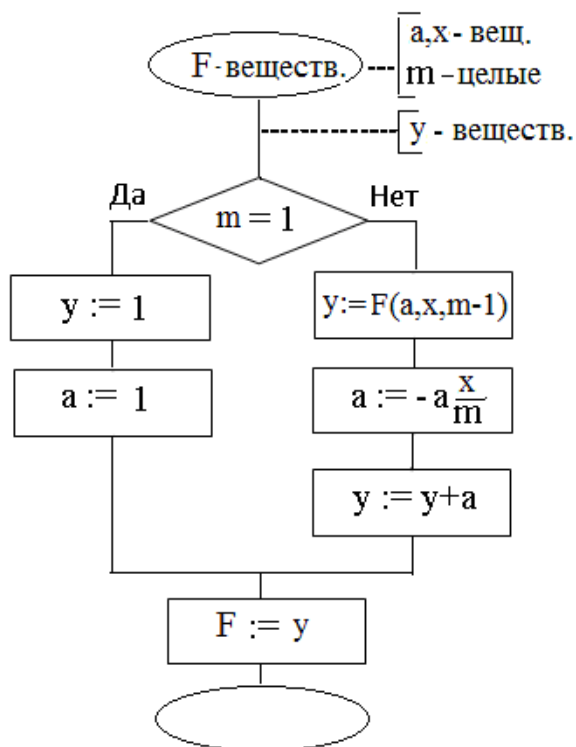 F-веществ.
a,x- вещ.
m –целые
y - веществ.
Да
Нет
m = 1
y := 1
a := 1
y:= F(a,x,m-1)
a := - a x/m
y := y+a
F := y